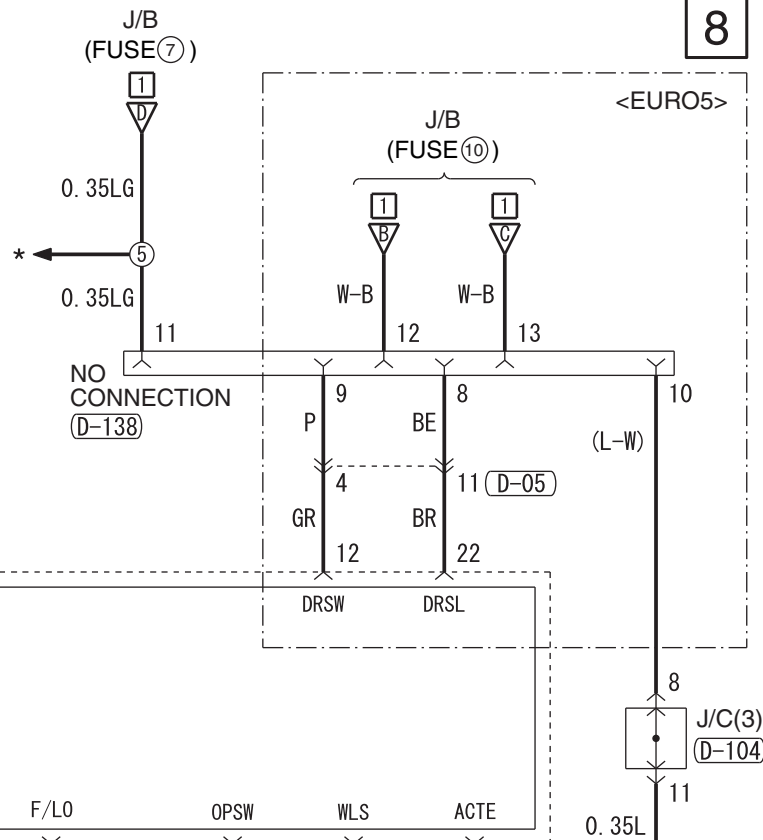 8
J/B
(FUSE⑦)
1
D
<EURO5>
J/B
(FUSE⑩)
0.35LG
1
B
1
C
* 5
0.35LG
W-B
W-B
11
12
13
NO
CONNECTION
D-138
9
8
10
P
BE
(L-W)
4
11 D-05
GR
BR
12
22
DRSW
DRSL
8
J/C(3)
D-104
11
F/LO
OPSW
WLS
ACTE
0.35L